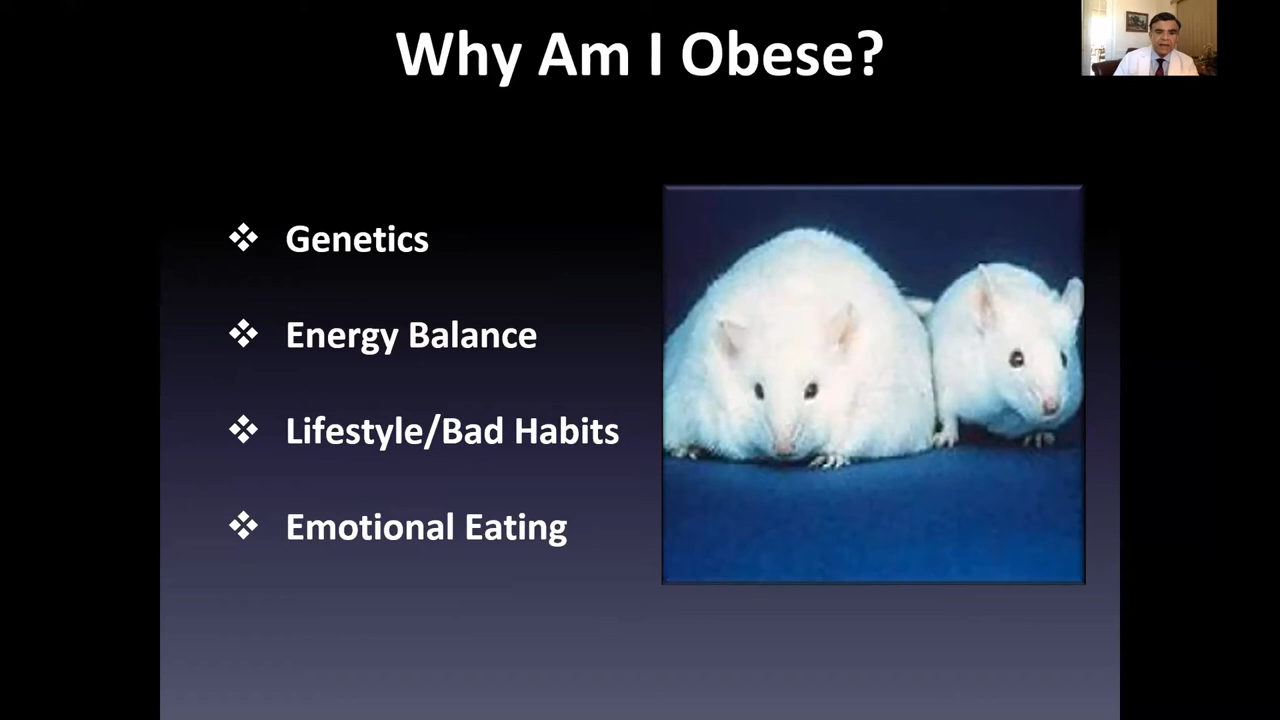 Why Am I Obese?
❖ Genetics
❖ Energy Balance
❖ Lifestyle/Bad Habits
❖ Emotional Eating